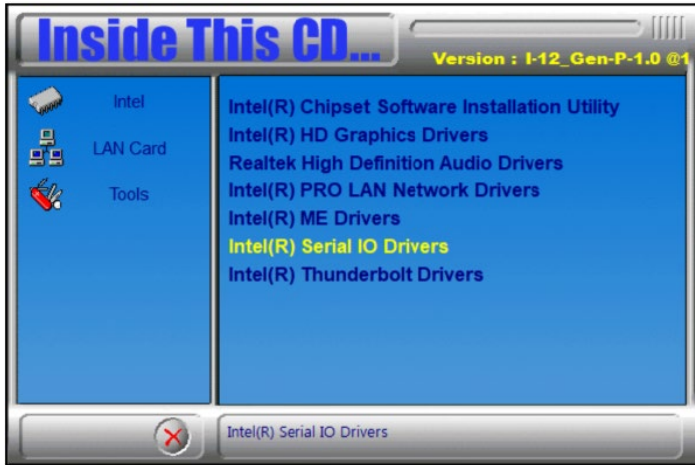 Inside This CD...
Version : I-12_Gen-P-1.0 @1
Intel
LAN Card
Tools
Intel(R) Chipset Software Installation Utility
Intel(R) HD Graphics Drivers
Realtek High Definition Audio Drivers
Intel(R) PRO LAN Network Drivers
Intel(R) ME Drivers
Intel(R) Serial IO Drivers
Intel(R) Thunderbolt Drivers
Intel(R) Serial IO Drivers